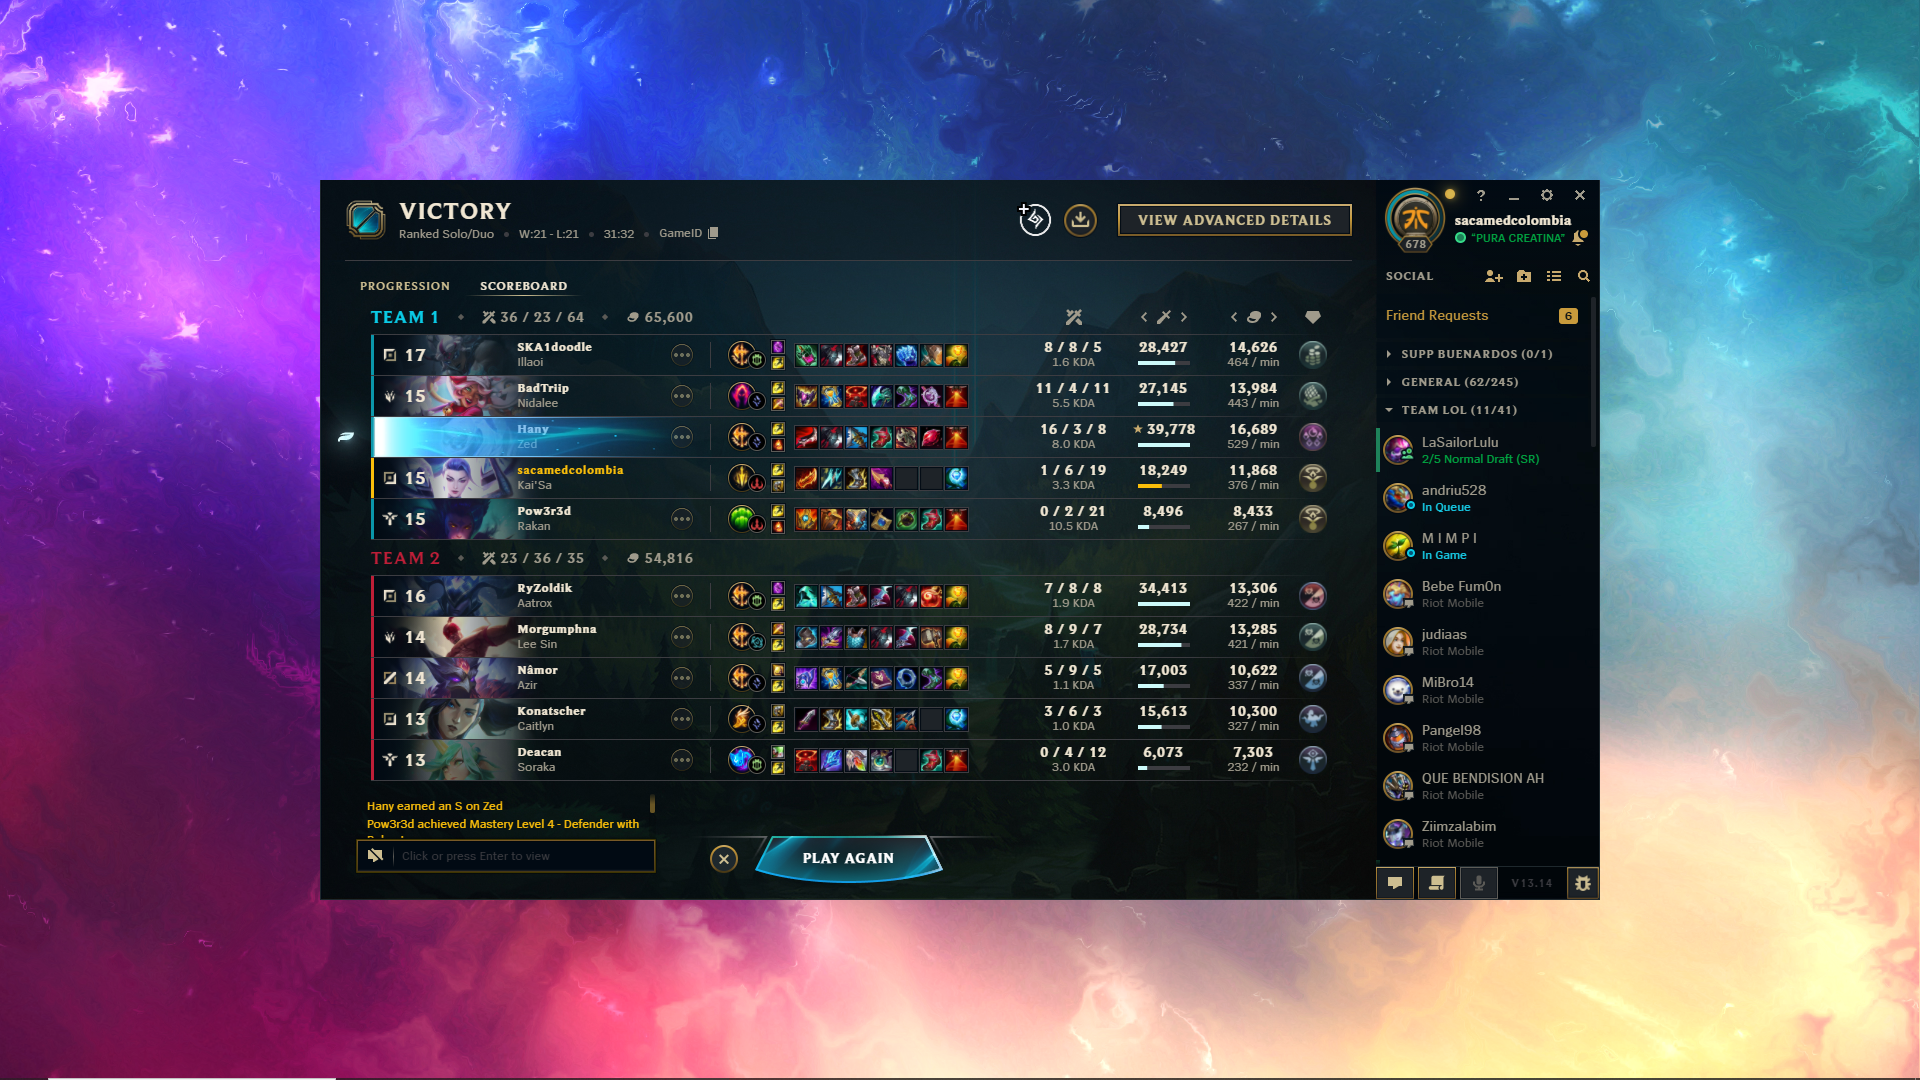 VICTORY
Ranked Solo/Duo • W:21 - L:21 • 31:32 • GameID
VIEW ADVANCED DETAILS
PROGRESSION SCOREBOARD
TEAM 1 36 / 23 / 64 65,600
17 SKA1doodle 8 / 8 / 5 28,427 14,626
Illaoi 1.6 KDA 464 / min
15 BadTriip 11 / 4 / 11 27,145 13,984
Nidalee 5.5 KDA 443 / min
Hany 16 / 3 / 8 39,778 16,689
Zed 8.0 KDA 529 / min
15 sacamedcolombia 1 / 6 / 19 18,249 11,868
Kai'Sa 3.3 KDA 376 / min
15 Pow3r3d 0 / 2 / 21 8,496 8,433
Rakan 10.5 KDA 267 / min
TEAM 2 23 / 36 / 35 54,816
16 RyZoldik 7 / 8 / 8 34,413 13,306
Aatrox 1.9 KDA 422 / min
14 Morgumphna 8 / 9 / 7 28,734 13,285
Lee Sin 1.7 KDA 421 / min
14 Nâmor 5 / 9 / 5 17,003 10,622
Azir 1.1 KDA 337 / min
13 Konatscher 3 / 6 / 3 15,613 10,300
Caitlyn 1.0 KDA 327 / min
13 Deacan 0 / 4 / 12 6,073 7,303
Soraka 3.0 KDA 232 / min
Hany earned an S on Zed
Pow3r3d achieved Mastery Level 4 - Defender with
Click or press Enter to view
PLAY AGAIN
?
678
sacamedcolombia
"PURA CREATINA"
SOCIAL
Friend Requests 6
SUPP BUENARDOS (0/1)
GENERAL (62/245)
TEAM LOL (11/41)
LaSailorLulu
2/5 Normal Draft (SR)
andriu528
In Queue
M I M P I
In Game
Bebe Fum0n
Riot Mobile
judiaas
Riot Mobile
MiBro14
Riot Mobile
Pangel98
Riot Mobile
QUE BENDISION AH
Riot Mobile
Ziimzalabim
Riot Mobile
V13.14